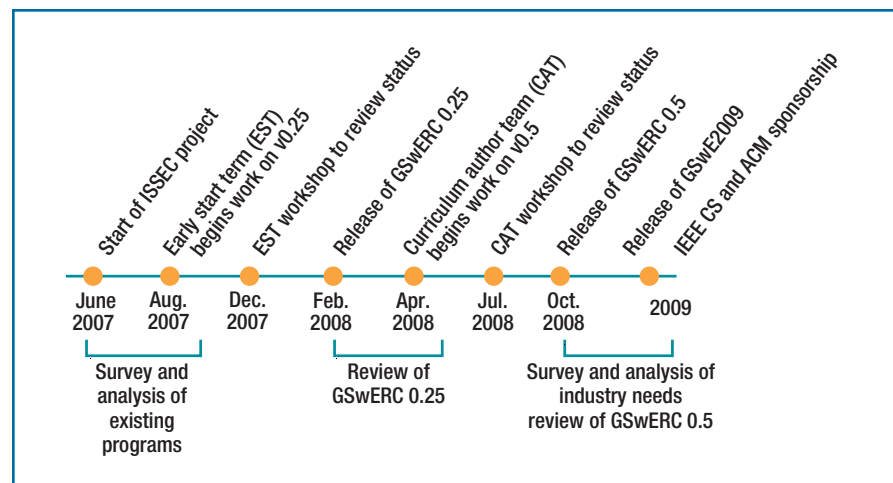 Start of ISSEC project
Early start term (EST)
begins work on v0.25
EST workshop to review status
Release of GSwERC 0.25
Curriculum author team (CAT)
begins work on v0.5
CAT workshop to review status
Release of GSwERC 0.5
Release of GSwE2009
IEEE CS and ACM sponsorship
June
2007
Aug.
2007
Dec.
2007
Feb.
2008
Apr.
2008
Jul.
2008
Oct.
2008
2009
Survey and
analysis of
existing
programs
Review of
GSwERC 0.25
Survey and analysis of
industry needs
review of GSwERC 0.5